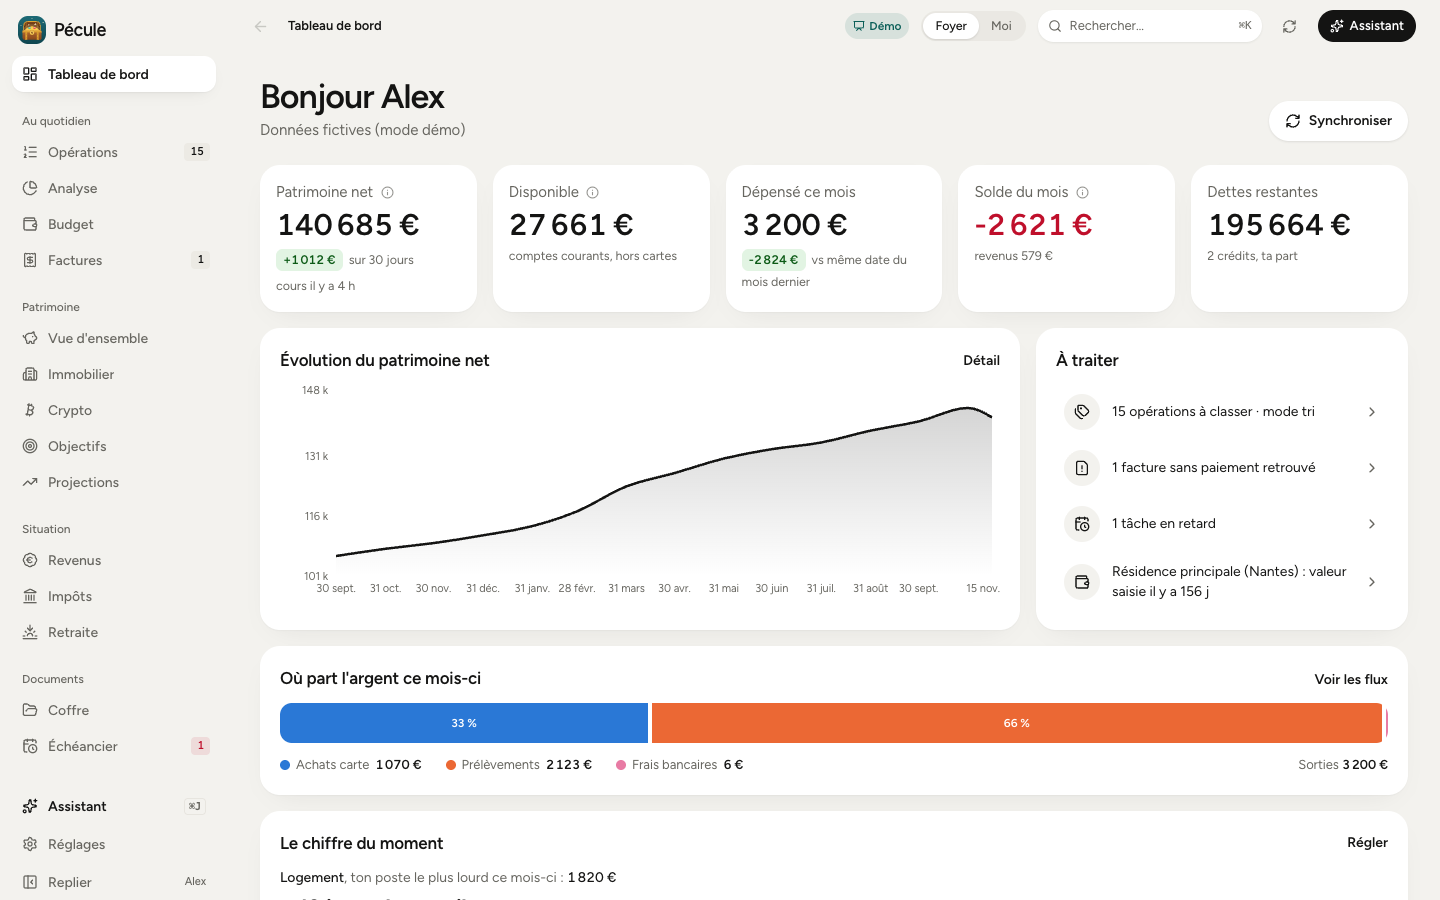 Pécule
Tableau de bord
Au quotidien
Opérations 15
Analyse
Budget
Factures 1
Patrimoine
Vue d'ensemble
Immobilier
Crypto
Objectifs
Projections
Situation
Revenus
Impôts
Retraite
Documents
Coffre
Échéancier 1
Assistant ⌘J
Réglages
Replier Alex
Tableau de bord
Démo
Foyer Moi
Rechercher... ⌘K
Assistant
Bonjour Alex
Données fictives (mode démo)
Synchroniser
Patrimoine net
140 685 €
+1 012 € sur 30 jours
cours il y a 4 h
Disponible
27 661 €
comptes courants, hors cartes
Dépensé ce mois
3 200 €
-2 824 € vs même date du
mois dernier
Solde du mois
-2 621 €
revenus 579 €
Dettes restantes
195 664 €
2 crédits, ta part
Évolution du patrimoine net Détail
148 k
131 k
116 k
101 k
30 sept. 31 oct. 30 nov. 31 déc. 31 janv. 28 févr. 31 mars 30 avr. 31 mai 30 juin 31 juil. 31 août 30 sept. 15 nov.
À traiter
15 opérations à classer · mode tri
1 facture sans paiement retrouvé
1 tâche en retard
Résidence principale (Nantes) : valeur
saisie il y a 156 j
Où part l'argent ce mois-ci Voir les flux
33 % 66 %
Achats carte 1 070 € Prélèvements 2 123 € Frais bancaires 6 € Sorties 3 200 €
Le chiffre du moment Régler
Logement, ton poste le plus lourd ce mois-ci : 1 820 €